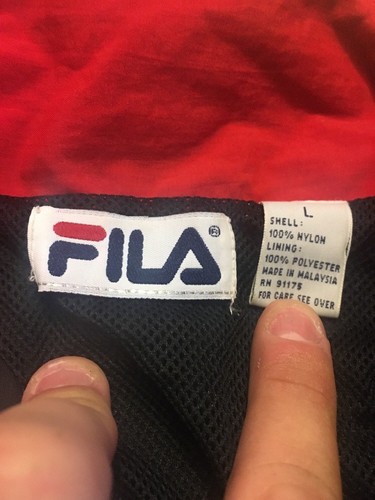 FILA®
L
SHELL:
100% NYLON
LINING:
100% POLYESTER
MADE IN MALAYSIA
RN 91175
FOR CARE SEE OVER